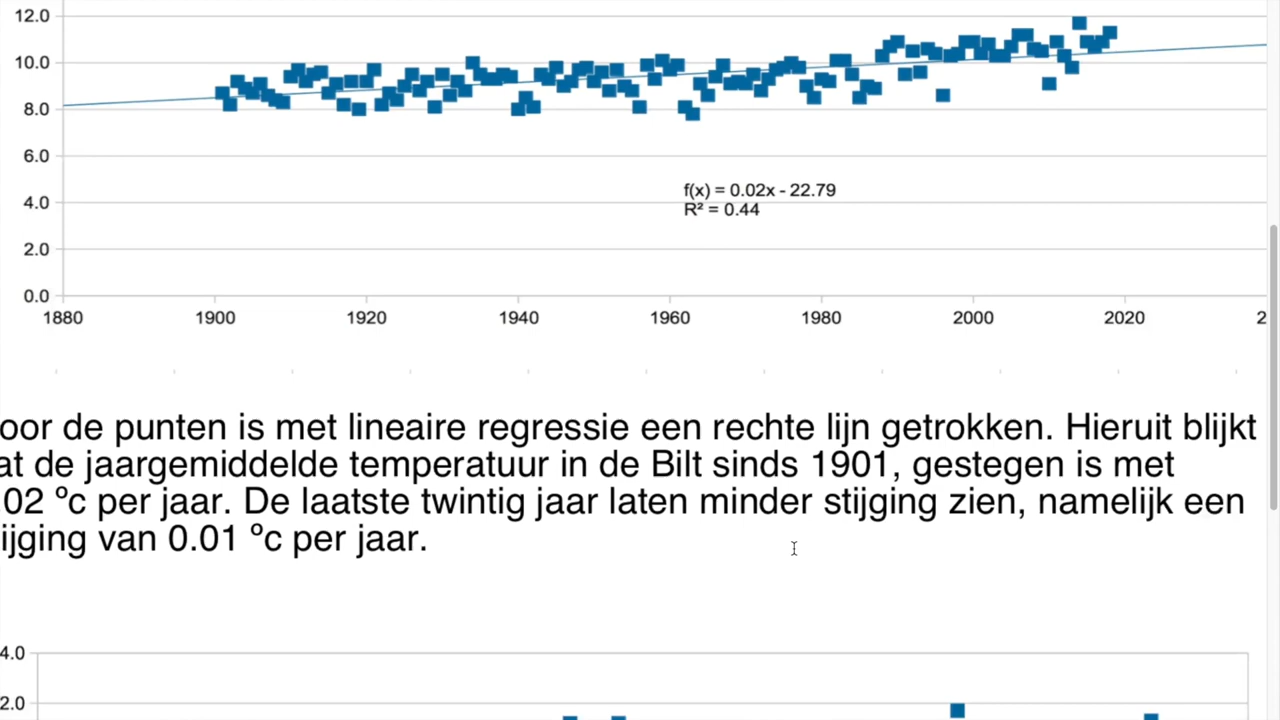 12.0
10.0
8.0
6.0
f(x) = 0.02x - 22.79
4.0
R² = 0.44
2.0
0.0
1880 1900 1920 1940 1960 1980 2000 2020 2
oor de punten is met lineaire regressie een rechte lijn getrokken. Hieruit blijkt
at de jaargemiddelde temperatuur in de Bilt sinds 1901, gestegen is met
.02 ºc per jaar. De laatste twintig jaar laten minder stijging zien, namelijk een
ijging van 0.01 ºc per jaar.
4.0
2.0